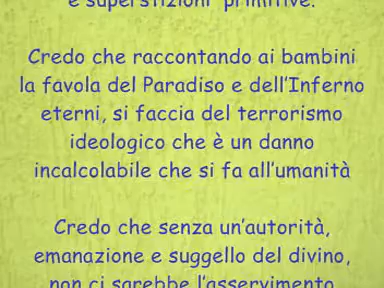 e superstizioni primitive.
Credo che raccontando ai bambini
la favola del Paradiso e dell'Inferno
eterni, si faccia del terrorismo
ideologico che è un danno
incalcolabile che si fa all'umanità
Credo che senza un'autorità,
emanazione e suggello del divino,
non ci sarebbe l'asservimento